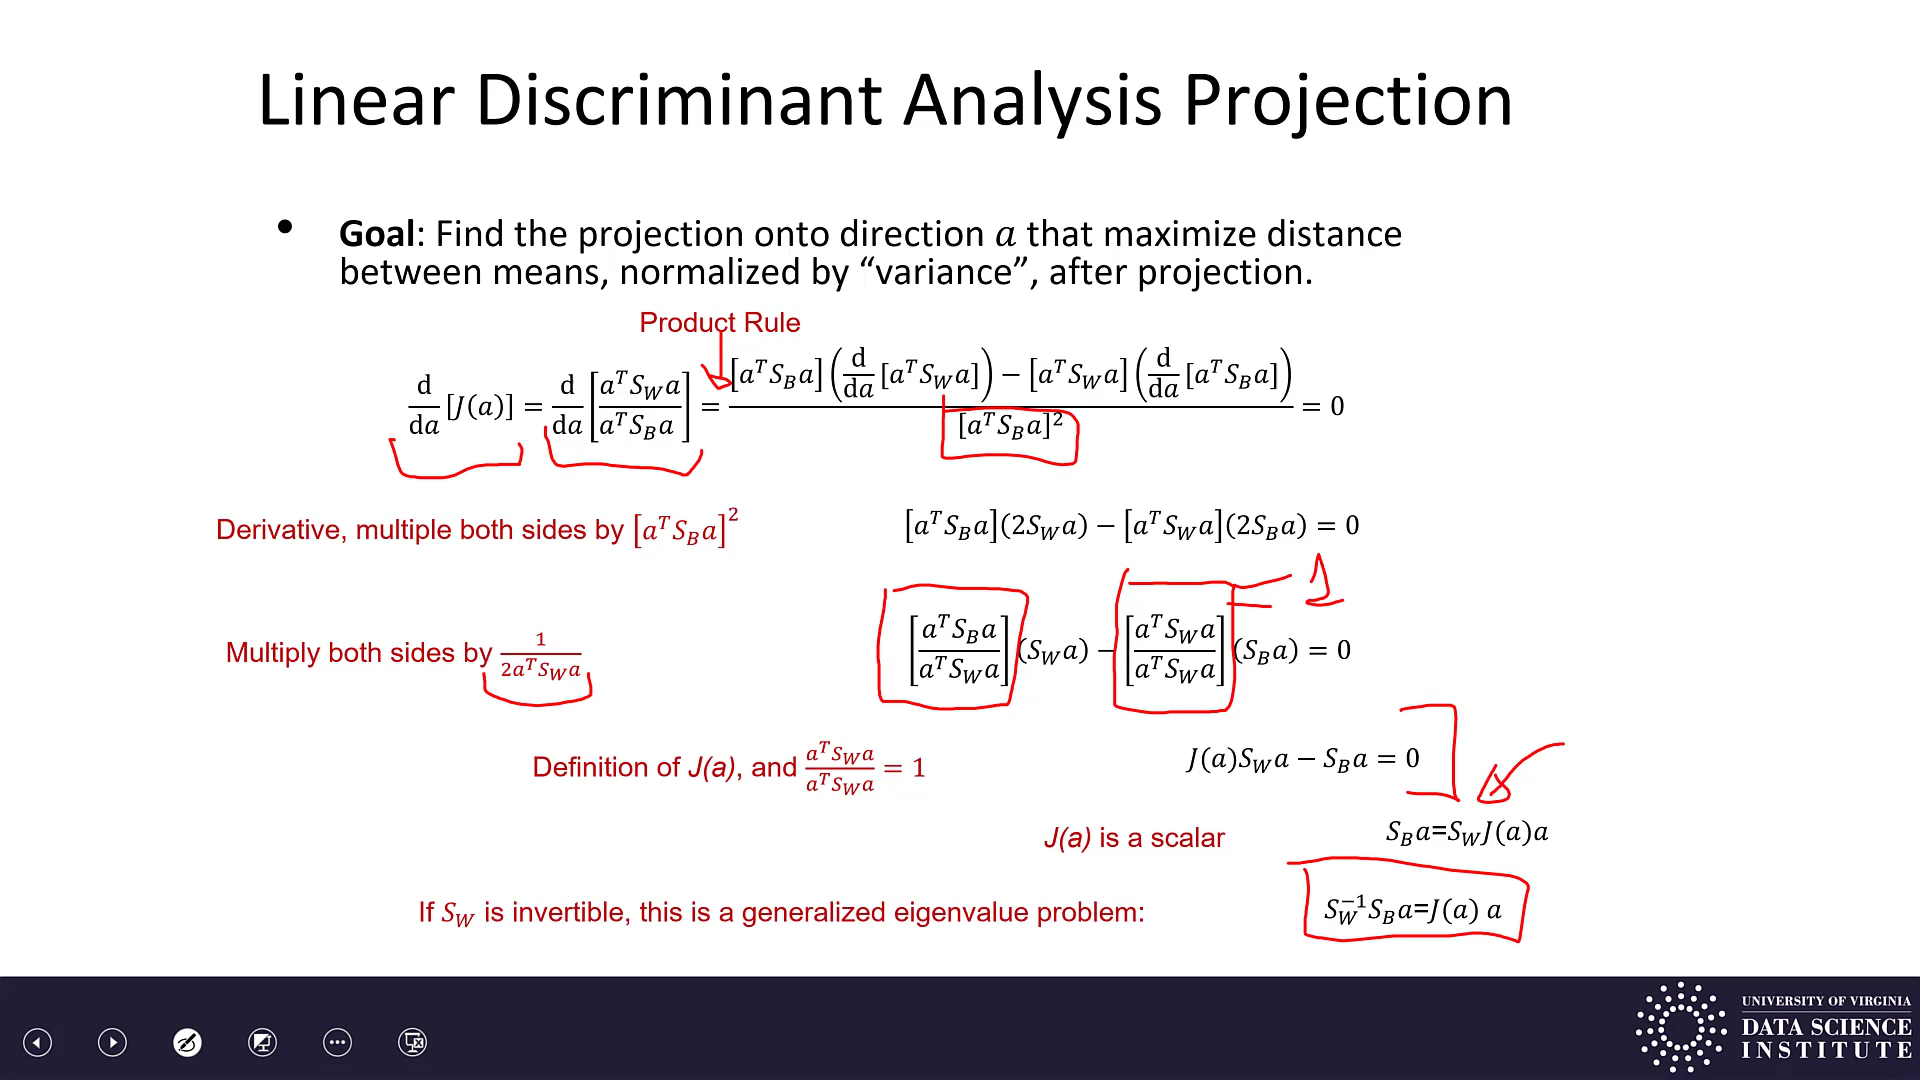 Linear Discriminant Analysis Projection
• Goal: Find the projection onto direction a that maximize distance
between means, normalized by “variance”, after projection.
Product Rule
d/da [J(a)] = d/da [a^T S_W a / a^T S_B a] = ([a^T S_B a](d/da [a^T S_W a]) − [a^T S_W a](d/da [a^T S_B a])) / [a^T S_B a]^2 = 0
Derivative, multiple both sides by [a^T S_B a]^2
[a^T S_B a](2S_W a) − [a^T S_W a](2S_B a) = 0
1
Multiply both sides by 1 / 2a^T S_W a
[a^T S_B a / a^T S_W a](S_W a) − [a^T S_W a / a^T S_W a](S_B a) = 0
Definition of J(a), and a^T S_W a / a^T S_W a = 1
J(a)S_W a − S_B a = 0
J(a) is a scalar
S_B a=S_W J(a)a
If S_W is invertible, this is a generalized eigenvalue problem:
S_W^−1 S_B a=J(a) a
UNIVERSITY OF VIRGINIA
DATA SCIENCE
INSTITUTE